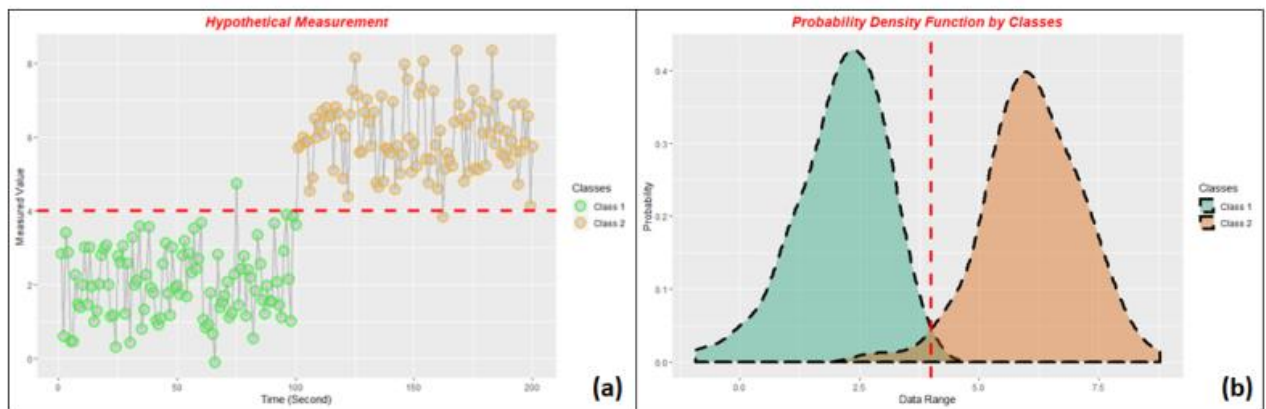 Hypothetical Measurement
8
6
4
2
0
Measured Value
0 50 100 150 200
Time (Second)
Classes
Class 1
Class 2
(a)
Probability Density Function by Classes
0.4
0.3
0.2
0.1
0.0
Probability
0.0 2.5 5.0 7.5
Data Range
Classes
Class 1
Class 2
(b)